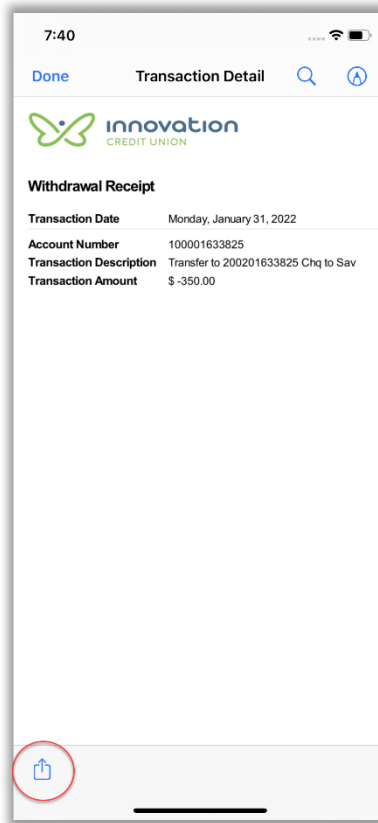 7:40
Done Transaction Detail
innovation
CREDIT UNION
Withdrawal Receipt
Transaction Date Monday, January 31, 2022
Account Number 100001633825
Transaction Description Transfer to 200201633825 Chq to Sav
Transaction Amount $ -350.00